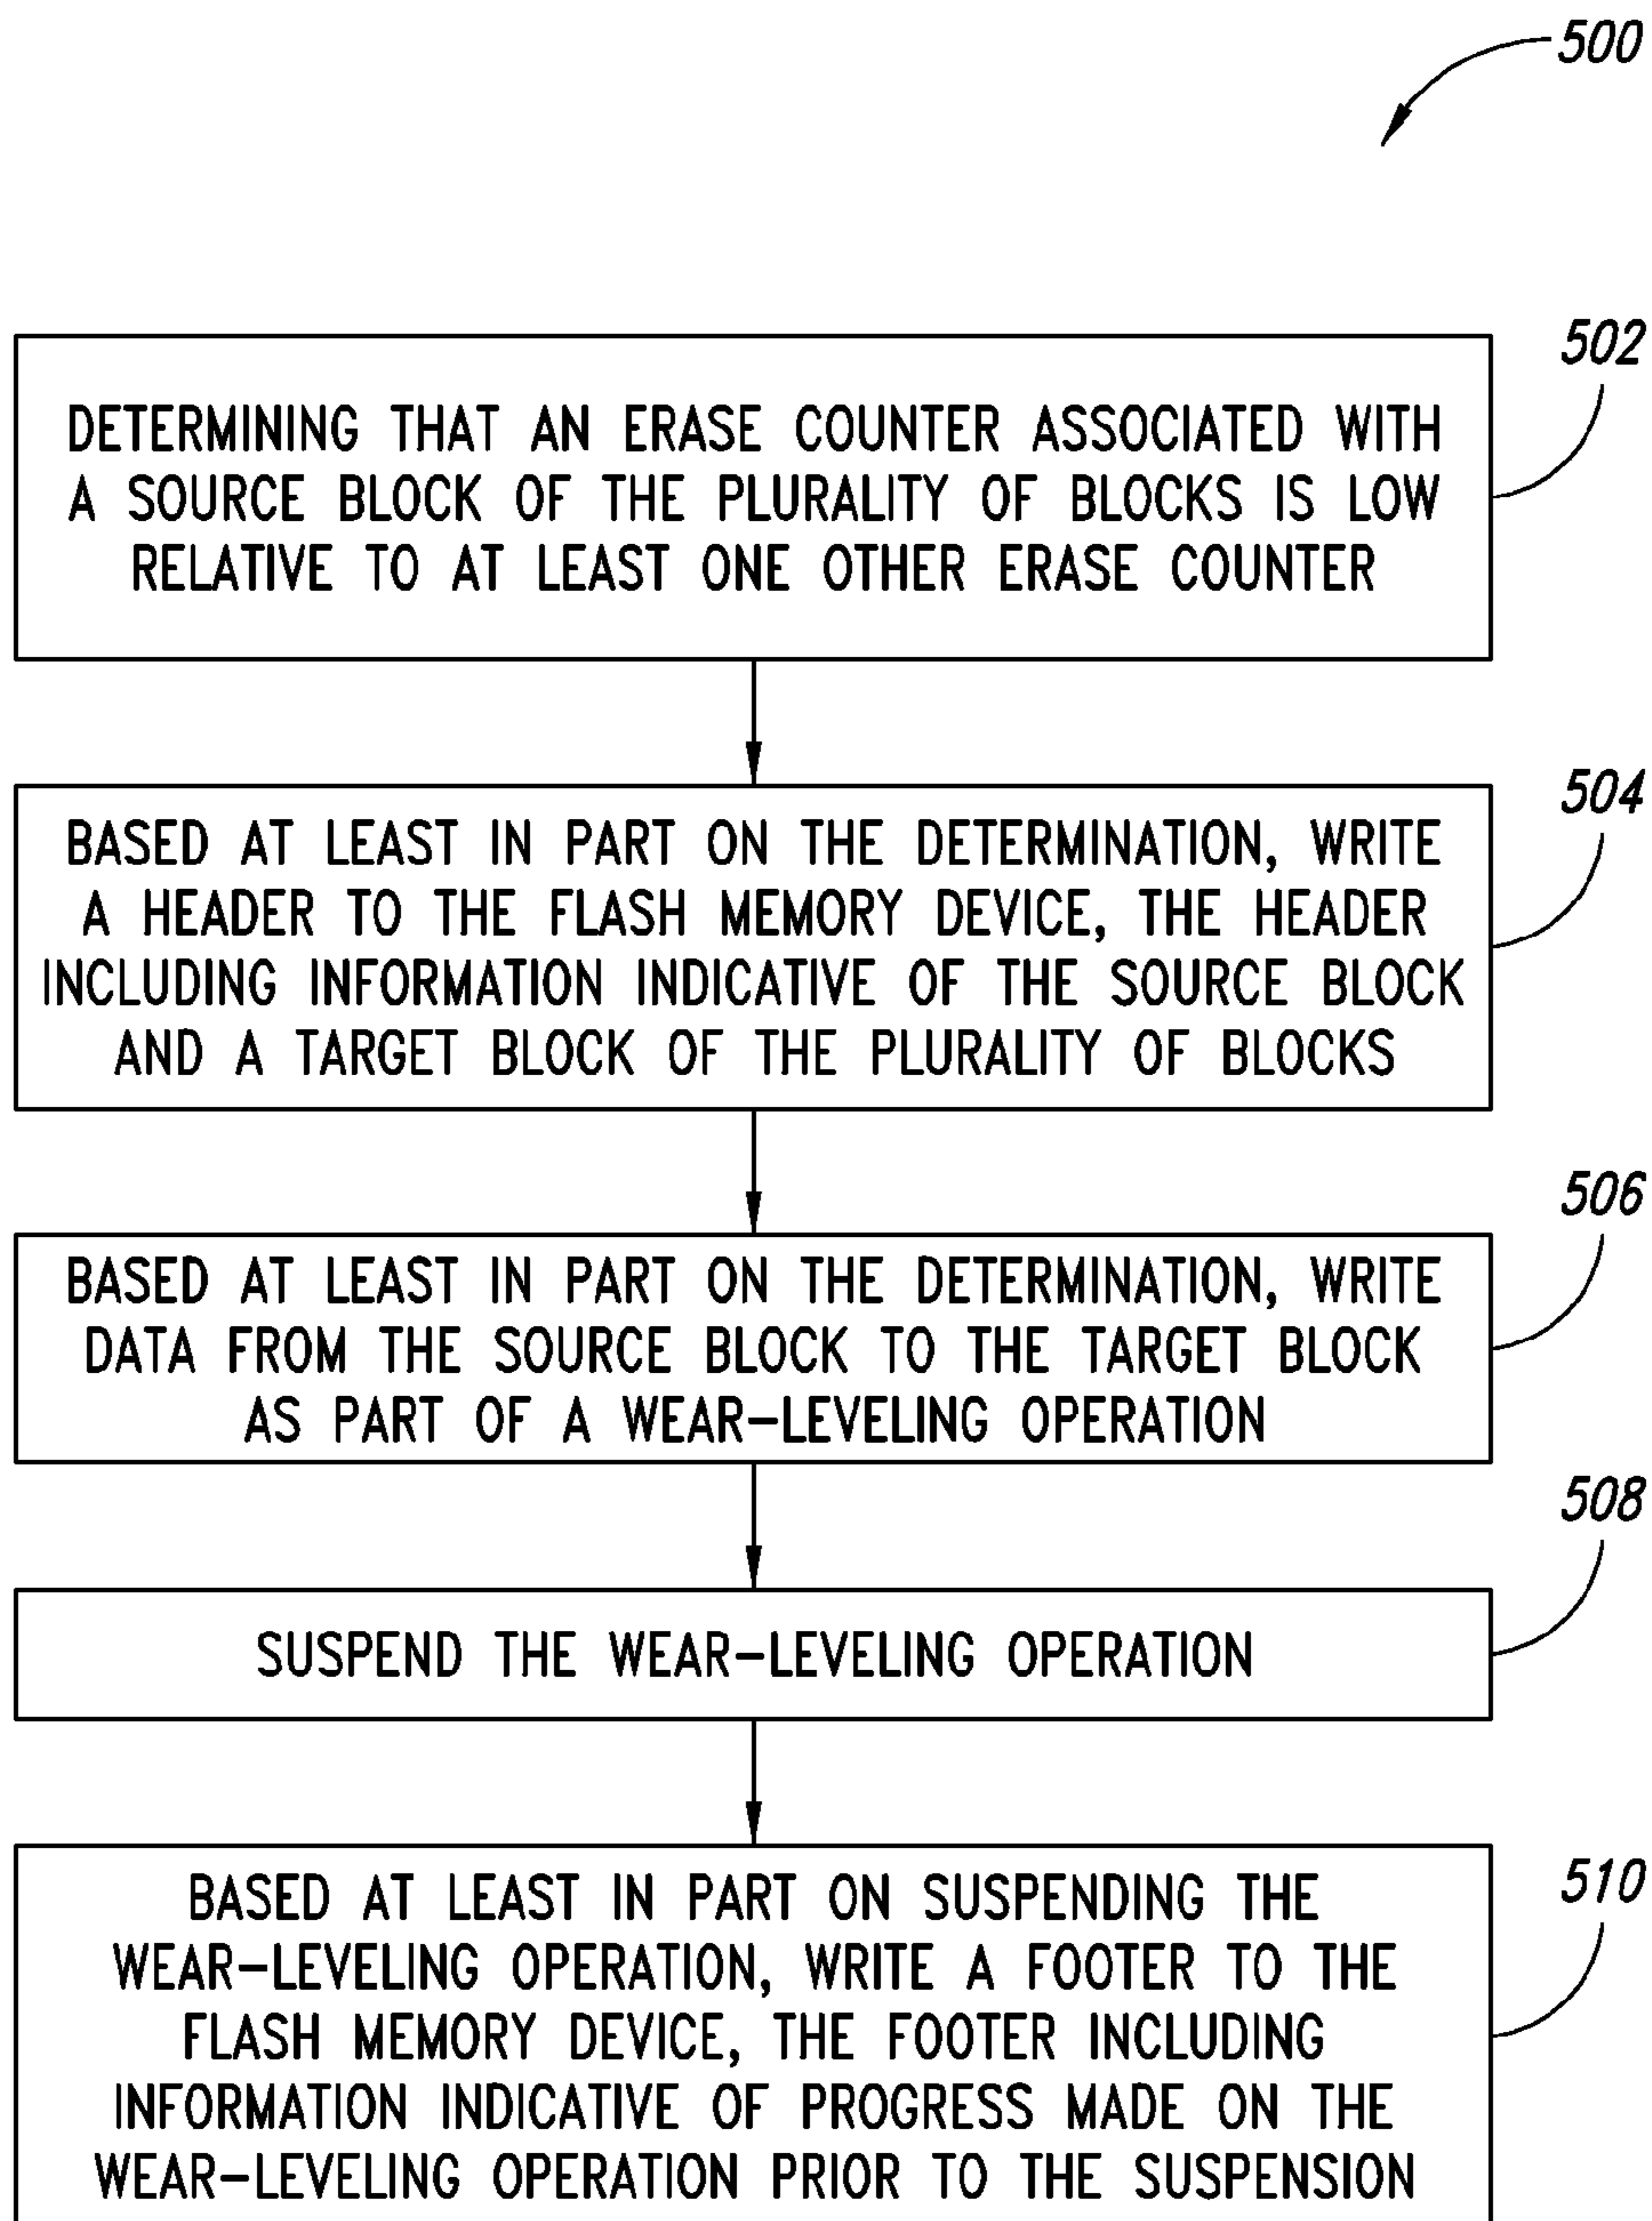 500
502
DETERMINING THAT AN ERASE COUNTER ASSOCIATED WITH
A SOURCE BLOCK OF THE PLURALITY OF BLOCKS IS LOW
RELATIVE TO AT LEAST ONE OTHER ERASE COUNTER
504
BASED AT LEAST IN PART ON THE DETERMINATION, WRITE
A HEADER TO THE FLASH MEMORY DEVICE, THE HEADER
INCLUDING INFORMATION INDICATIVE OF THE SOURCE BLOCK
AND A TARGET BLOCK OF THE PLURALITY OF BLOCKS
506
BASED AT LEAST IN PART ON THE DETERMINATION, WRITE
DATA FROM THE SOURCE BLOCK TO THE TARGET BLOCK
AS PART OF A WEAR-LEVELING OPERATION
508
SUSPEND THE WEAR-LEVELING OPERATION
510
BASED AT LEAST IN PART ON SUSPENDING THE
WEAR-LEVELING OPERATION, WRITE A FOOTER TO THE
FLASH MEMORY DEVICE, THE FOOTER INCLUDING
INFORMATION INDICATIVE OF PROGRESS MADE ON THE
WEAR-LEVELING OPERATION PRIOR TO THE SUSPENSION